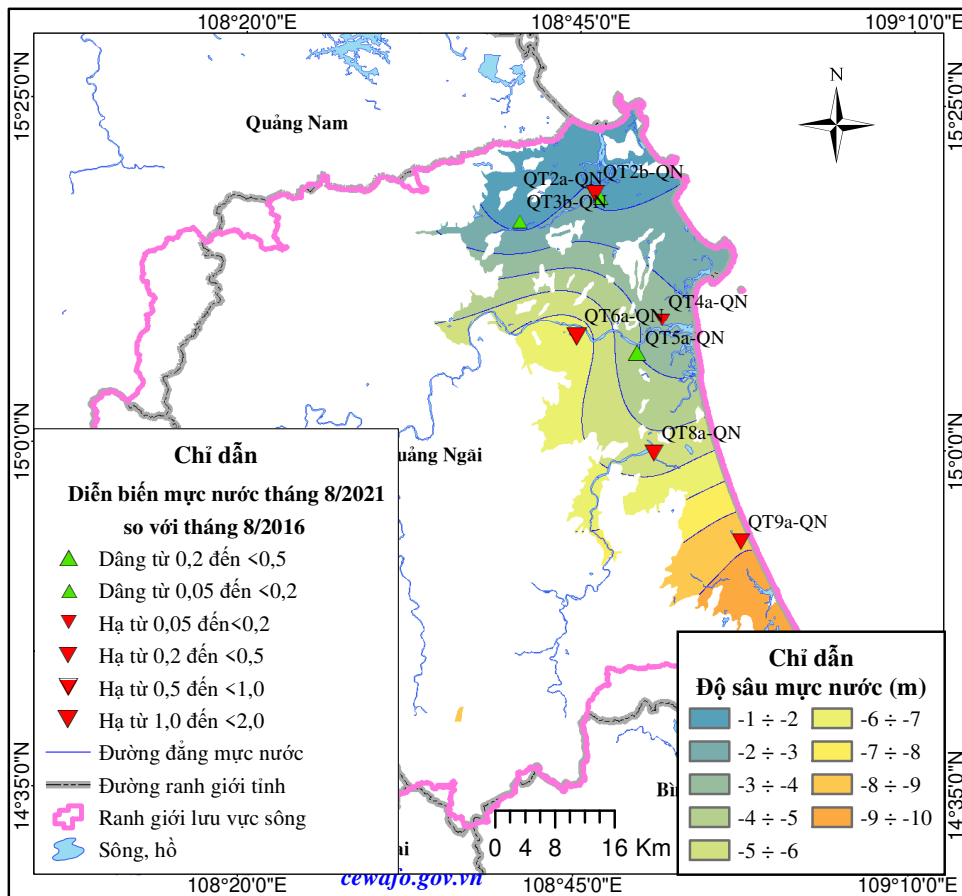 108°20'0"E 108°45'0"E 109°10'0"E
15°25'0"N
15°25'0"N
N
Quảng Nam
QT2a-QN QT2b-QN
QT3b-QN
QT4a-QN
QT6a-QN
QT5a-QN
QT8a-QN
15°0'0"N
15°0'0"N
uảng Ngãi
QT9a-QN
Chỉ dẫn
Diễn biến mực nước tháng 8/2021
so với tháng 8/2016
Dâng từ 0,2 đến <0,5
Dâng từ 0,05 đến <0,2
Hạ từ 0,05 đến<0,2
Hạ từ 0,2 đến <0,5
Hạ từ 0,5 đến <1,0
Hạ từ 1,0 đến <2,0
Đường đẳng mực nước
Đường ranh giới tỉnh
Ranh giới lưu vực sông
Sông, hồ
Chỉ dẫn
Độ sâu mực nước (m)
-1 ÷ -2 -6 ÷ -7
-2 ÷ -3 -7 ÷ -8
-3 ÷ -4 -8 ÷ -9
-4 ÷ -5 -9 ÷ -10
-5 ÷ -6
14°35'0"N
14°35'0"N
Bì
ai
0 4 8 16 Km
cewafo.gov.vn
108°20'0"E 108°45'0"E 109°10'0"E